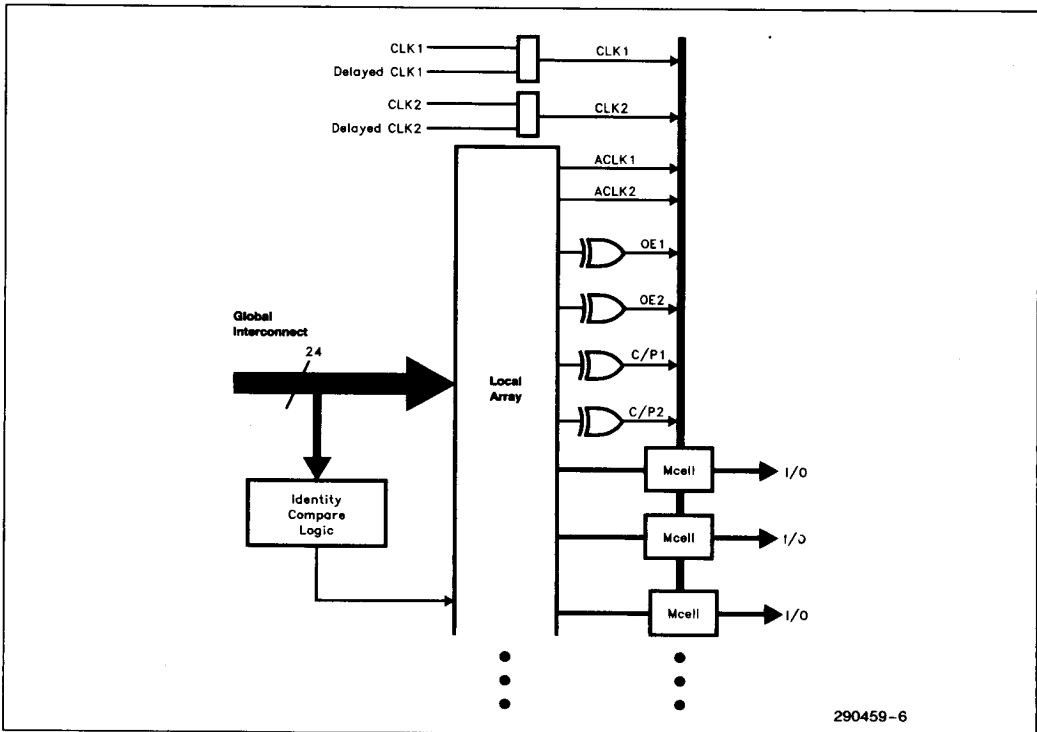 CLK1
Delayed CLK1
CLK1
CLK2
Delayed CLK2
CLK2
ACLK1
ACLK2
OE1
OE2
Global
Interconnect
24
C/P1
Local
Array
C/P2
Mcell
I/O
Identity
Compare
Logic
Mcell
I/O
Mcell
I/O
290459-6